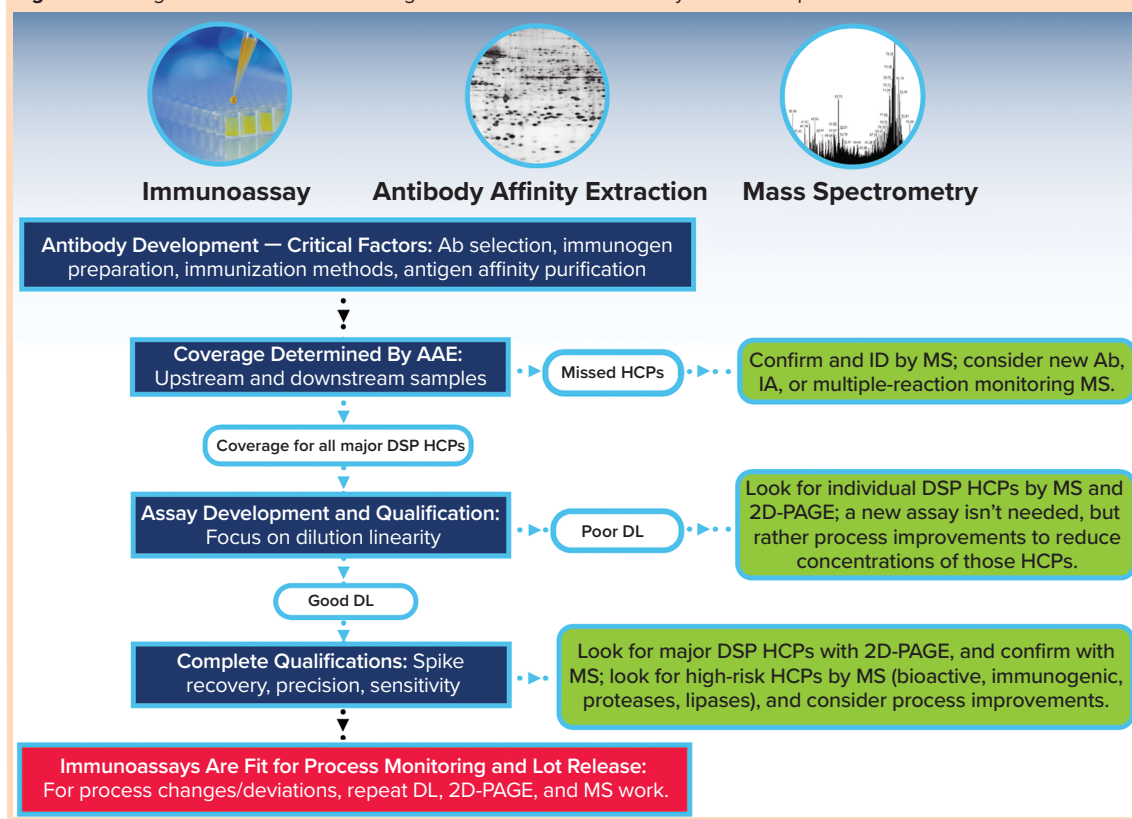 Immunoassay
Antibody Affinity Extraction
Mass Spectrometry
Antibody Development — Critical Factors: Ab selection, immunogen
preparation, immunization methods, antigen affinity purification
Coverage Determined By AAE:
Upstream and downstream samples
Missed HCPs
Confirm and ID by MS; consider new Ab,
IA, or multiple-reaction monitoring MS.
Coverage for all major DSP HCPs
Assay Development and Qualification:
Focus on dilution linearity
Poor DL
Look for individual DSP HCPs by MS and
2D-PAGE; a new assay isn't needed, but
rather process improvements to reduce
concentrations of those HCPs.
Good DL
Complete Qualifications: Spike
recovery, precision, sensitivity
Look for major DSP HCPs with 2D-PAGE, and confirm with
MS; look for high-risk HCPs by MS (bioactive, immunogenic,
proteases, lipases), and consider process improvements.
Immunoassays Are Fit for Process Monitoring and Lot Release:
For process changes/deviations, repeat DL, 2D-PAGE, and MS work.